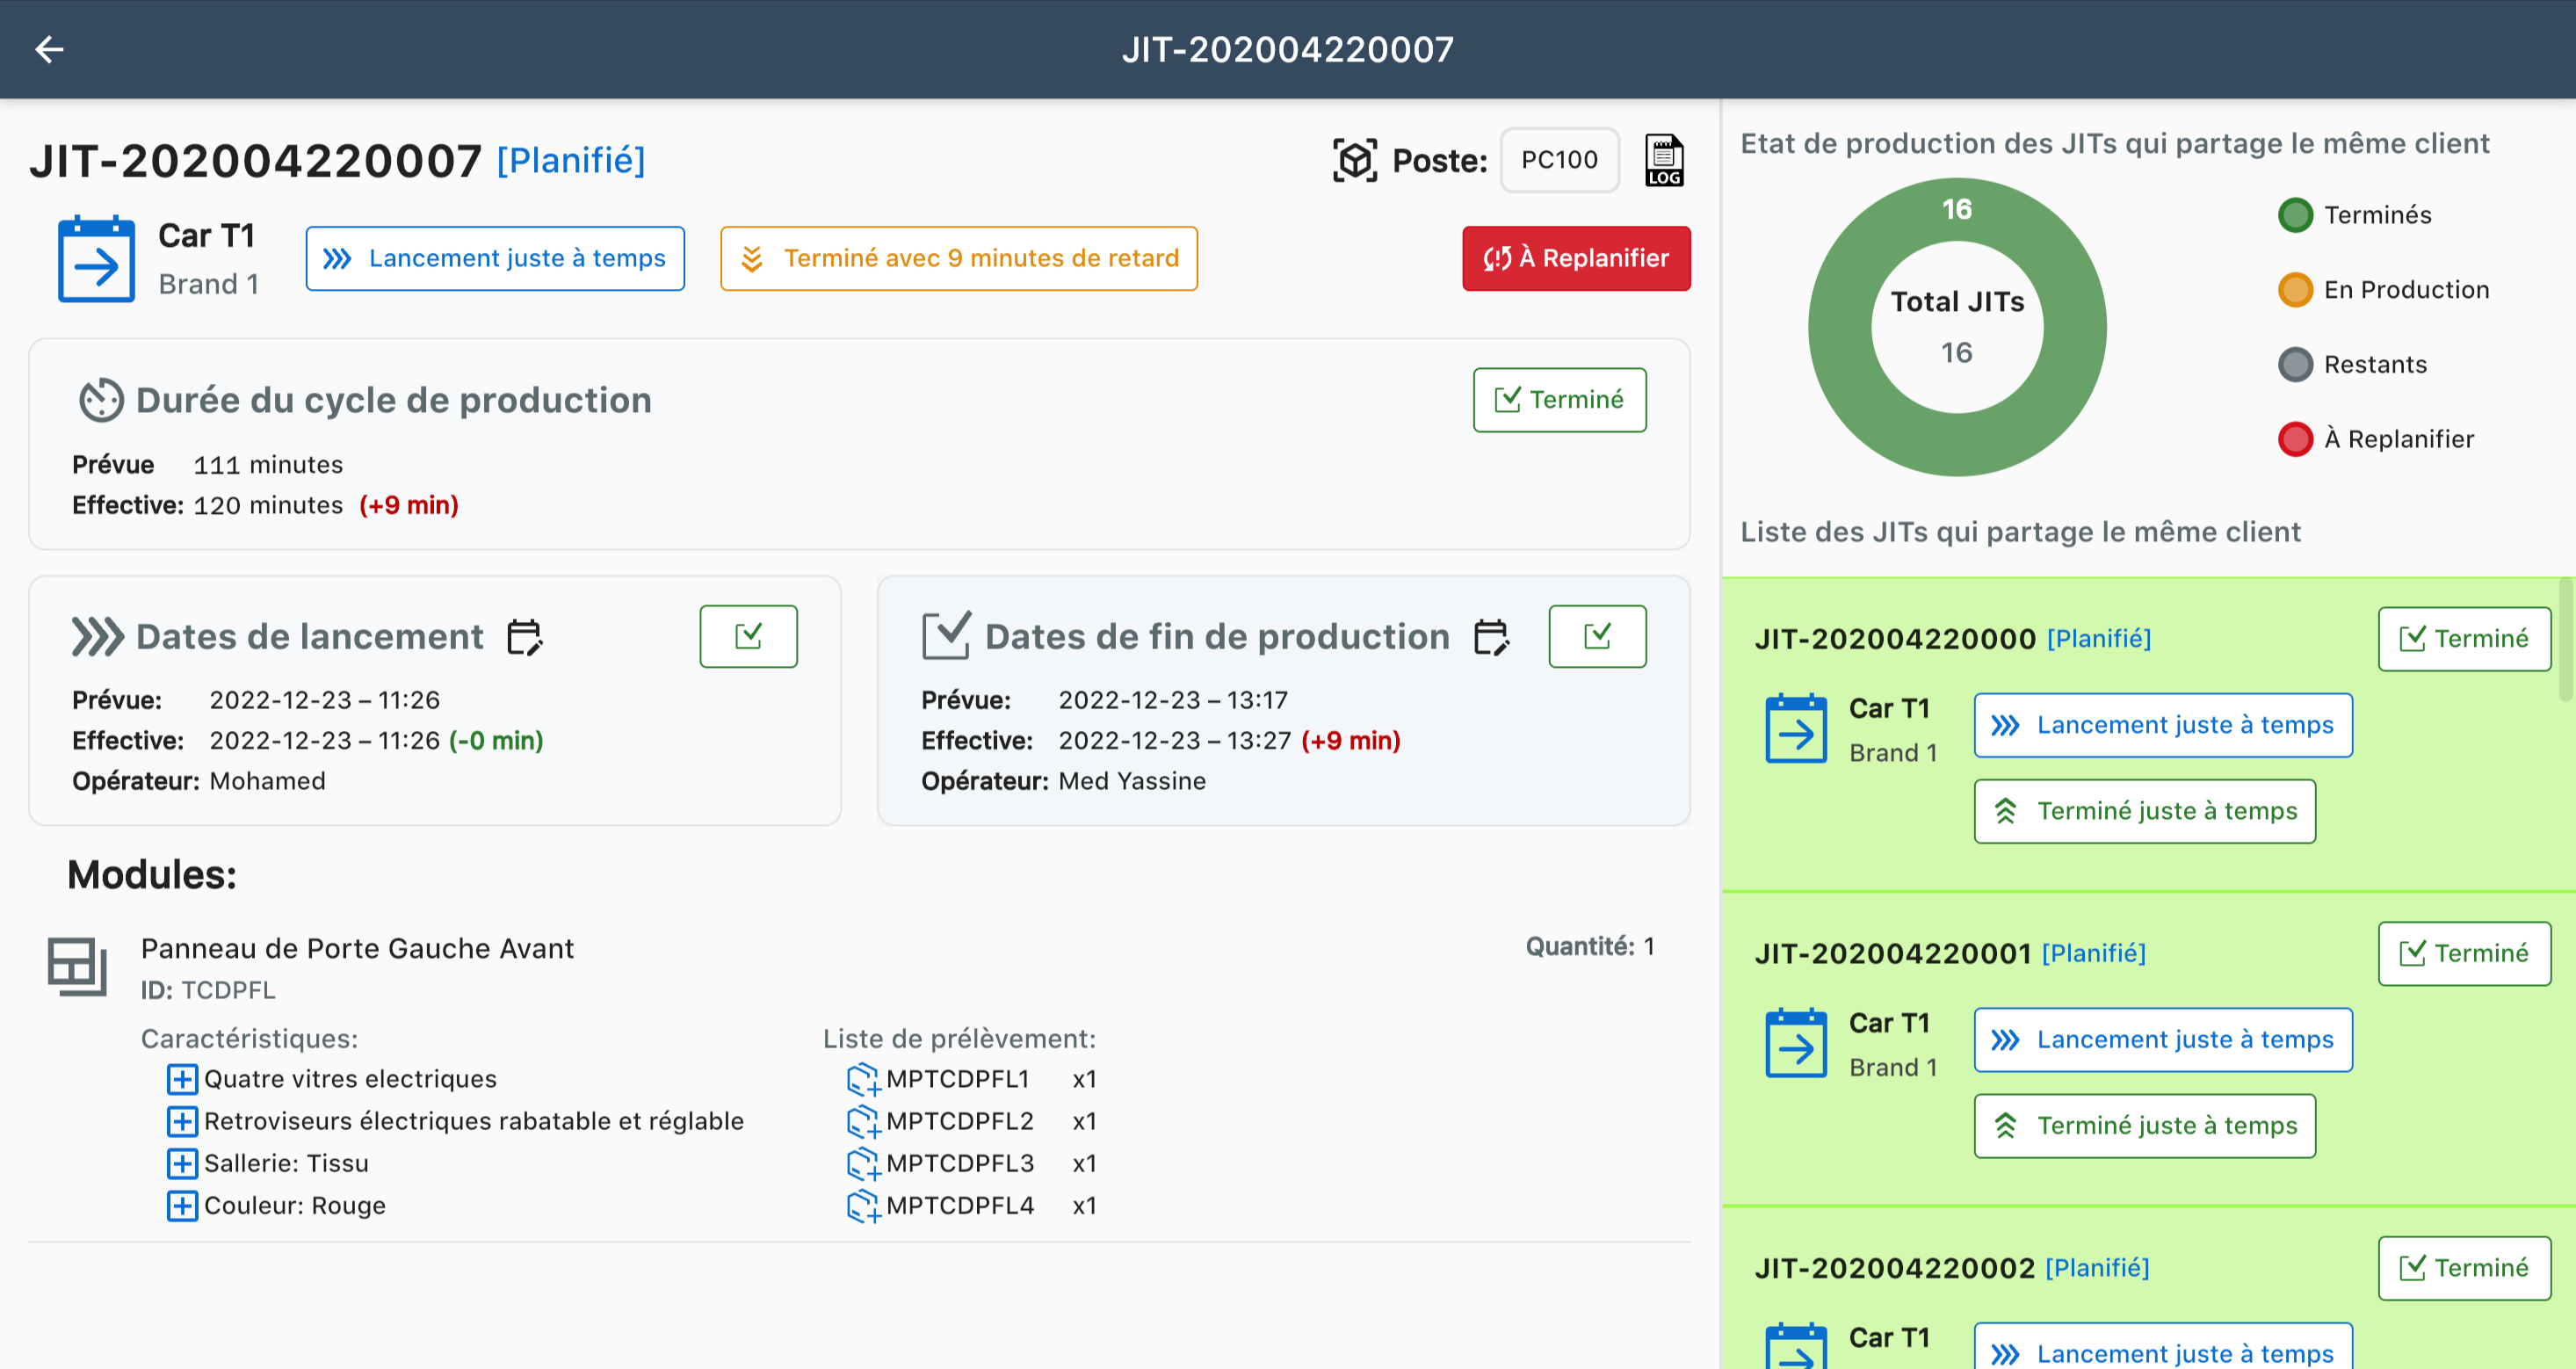 JIT-202004220007
JIT-202004220007 [Planifié]
Poste: PC100
LOG
Car T1
Brand 1
Lancement juste à temps
Terminé avec 9 minutes de retard
À Replanifier
Durée du cycle de production
Terminé
Prévue 111 minutes
Effective: 120 minutes (+9 min)
Dates de lancement
Prévue: 2022-12-23 – 11:26
Effective: 2022-12-23 – 11:26 (-0 min)
Opérateur: Mohamed
Dates de fin de production
Prévue: 2022-12-23 – 13:17
Effective: 2022-12-23 – 13:27 (+9 min)
Opérateur: Med Yassine
Modules:
Panneau de Porte Gauche Avant
Quantité: 1
ID: TCDPFL
Caractéristiques:
Quatre vitres electriques
Retroviseurs électriques rabatable et réglable
Sallerie: Tissu
Couleur: Rouge
Liste de prélèvement:
MPTCDPFL1 x1
MPTCDPFL2 x1
MPTCDPFL3 x1
MPTCDPFL4 x1
Etat de production des JITs qui partage le même client
16
Total JITs
16
Terminés
En Production
Restants
À Replanifier
Liste des JITs qui partage le même client
JIT-202004220000 [Planifié]
Terminé
Car T1
Brand 1
Lancement juste à temps
Terminé juste à temps
JIT-202004220001 [Planifié]
Terminé
Car T1
Brand 1
Lancement juste à temps
Terminé juste à temps
JIT-202004220002 [Planifié]
Terminé
Car T1
Lancement juste à temps